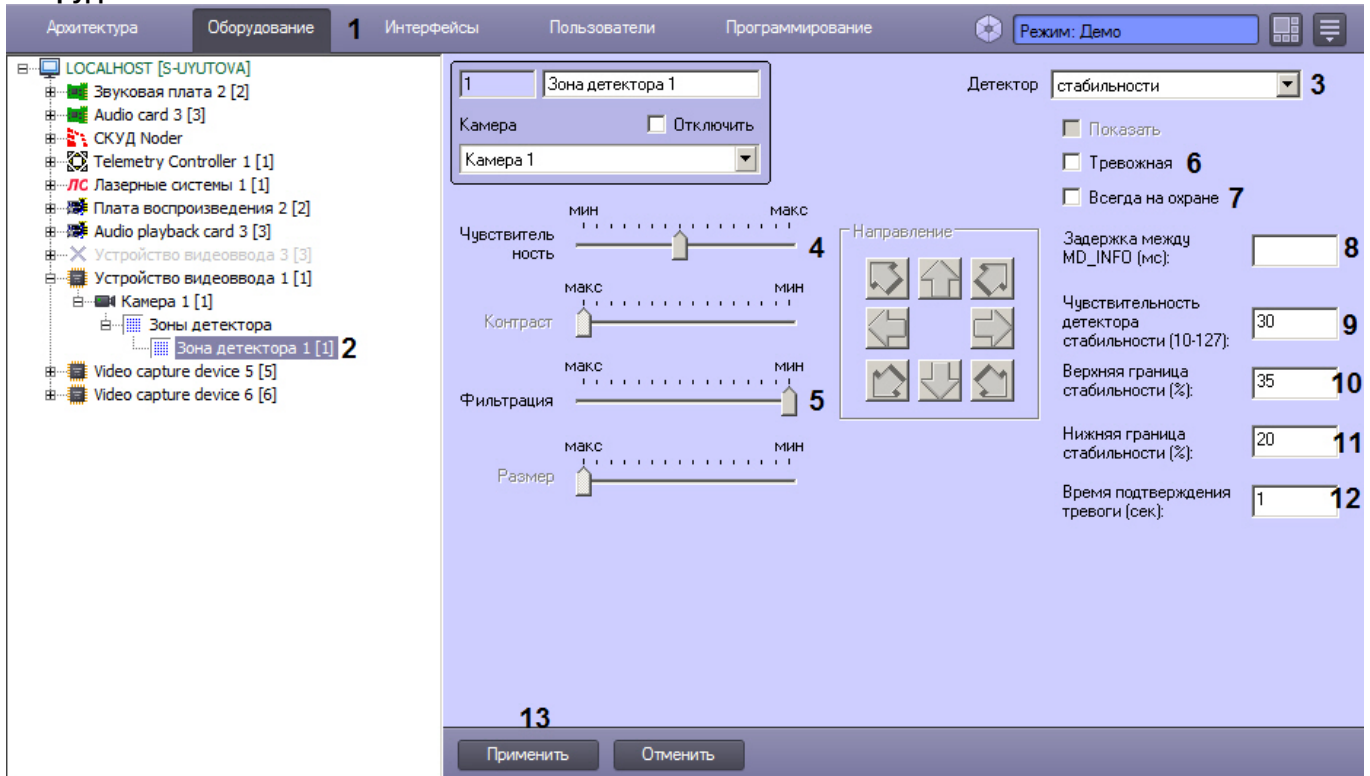 Архитектура Оборудование 1 Интерфейсы Пользователи Программирование Режим: Демо
LOCALHOST [S-UYUTOVA]
Звуковая плата 2 [2]
Audio card 3 [3]
СКУД Noder
Telemetry Controller 1 [1]
ЛС Лазерные системы 1 [1]
Плата воспроизведения 2 [2]
Audio playback card 3 [3]
Устройство видеоввода 3 [3]
Устройство видеоввода 1 [1]
Камера 1 [1]
Зоны детектора
Зона детектора 1 [1] 2
Video capture device 5 [5]
Video capture device 6 [6]
1 Зона детектора 1
Камера Отключить
Камера 1
мин макс
Чувствитель
ность 4
макс мин
Контраст
макс мин
Фильтрация 5
макс мин
Размер
Направление
Детектор стабильности 3
Показать
Тревожная 6
Всегда на охране 7
Задержка между
MD_INFO (мс): 8
Чувствительность
детектора
стабильности (10-127): 30 9
Верхняя граница
стабильности (%): 35 10
Нижняя граница
стабильности (%): 20 11
Время подтверждения
тревоги (сек): 1 12
13
Применить Отменить